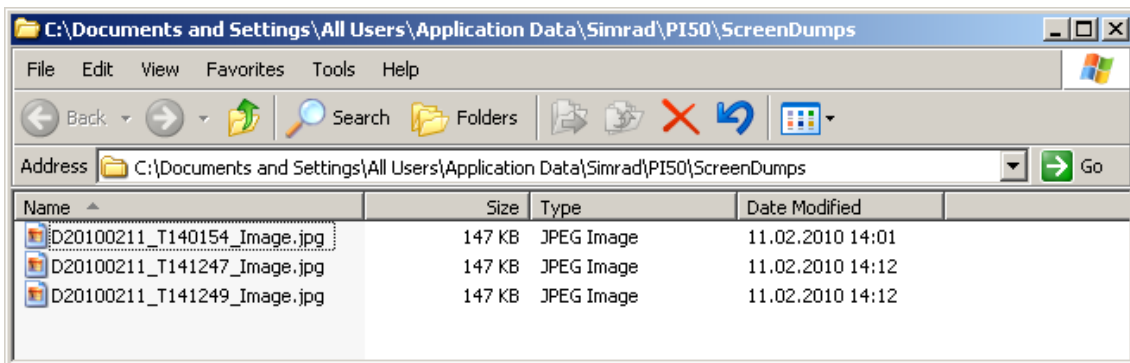 C:\Documents and Settings\All Users\Application Data\Simrad\PI50\ScreenDumps
File Edit View Favorites Tools Help
Back Search Folders
Address C:\Documents and Settings\All Users\Application Data\Simrad\PI50\ScreenDumps Go
Name Size Type Date Modified
D20100211_T140154_Image.jpg 147 KB JPEG Image 11.02.2010 14:01
D20100211_T141247_Image.jpg 147 KB JPEG Image 11.02.2010 14:12
D20100211_T141249_Image.jpg 147 KB JPEG Image 11.02.2010 14:12